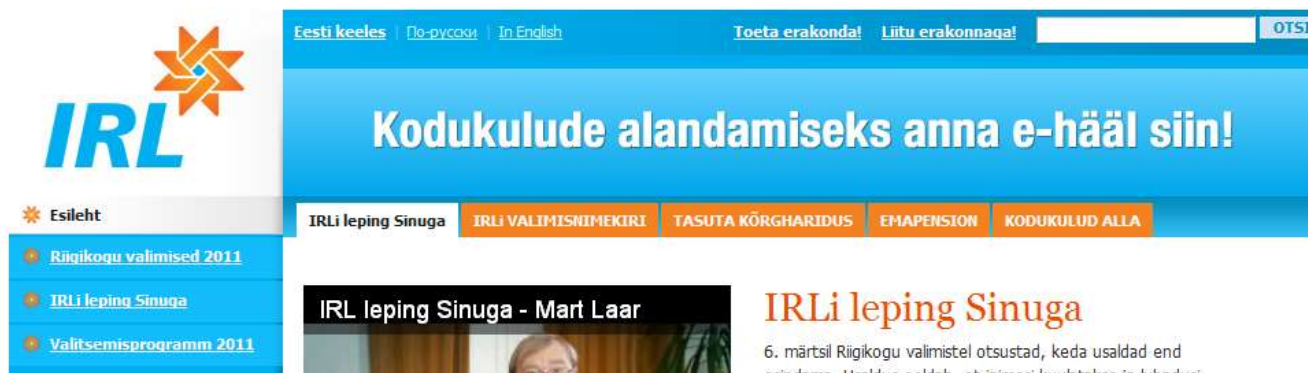 Eesti keeles | По-русски | In English
Toeta erakonda! Liitu erakonnaga!
OTSI
IRL
Kodukulude alandamiseks anna e-hääl siin!
Esileht
Riigikogu valimised 2011
IRLi leping Sinuga
Valitsemisprogramm 2011
IRLi leping Sinuga
IRLi VALIMISNIMEKIRI
TASUTA KÕRGHARIDUS
EMAPENSION
KODUKULUD ALLA
IRL leping Sinuga - Mart Laar
IRLi leping Sinuga
6. märtsil Riigikogu valimistel otsustad, keda usaldad end